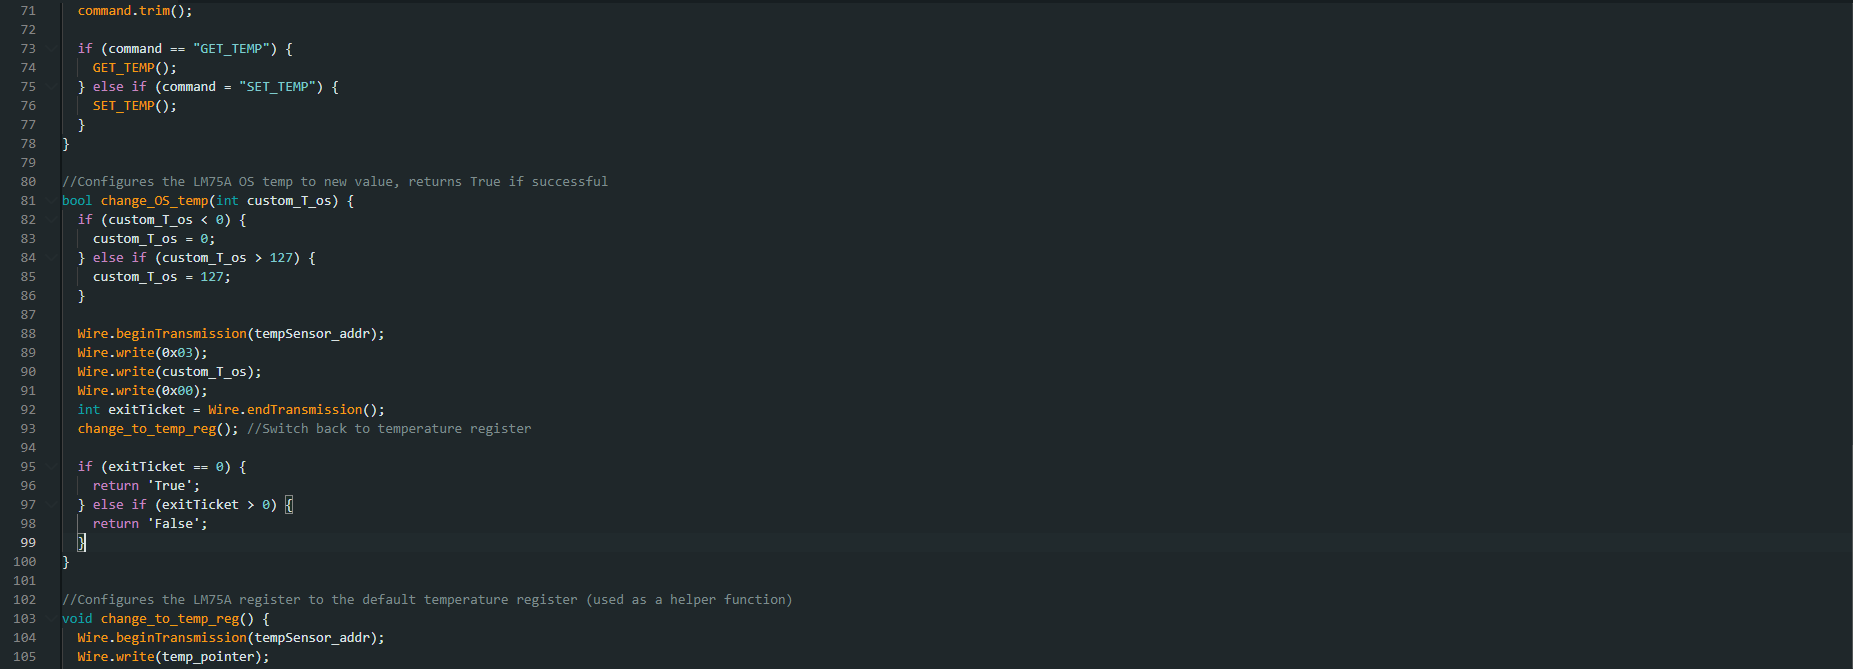 71 command.trim();
72
73 if (command == "GET_TEMP") {
74 GET_TEMP();
75 } else if (command = "SET_TEMP") {
76 SET_TEMP();
77 }
78 }
79
80 //Configures the LM75A OS temp to new value, returns True if successful
81 bool change_OS_temp(int custom_T_os) {
82 if (custom_T_os < 0) {
83 custom_T_os = 0;
84 } else if (custom_T_os > 127) {
85 custom_T_os = 127;
86 }
87
88 Wire.beginTransmission(tempSensor_addr);
89 Wire.write(0x03);
90 Wire.write(custom_T_os);
91 Wire.write(0x00);
92 int exitTicket = Wire.endTransmission();
93 change_to_temp_reg(); //Switch back to temperature register
94
95 if (exitTicket == 0) {
96 return 'True';
97 } else if (exitTicket > 0) {
98 return 'False';
99 }
100 }
101
102 //Configures the LM75A register to the default temperature register (used as a helper function)
103 void change_to_temp_reg() {
104 Wire.beginTransmission(tempSensor_addr);
105 Wire.write(temp_pointer);